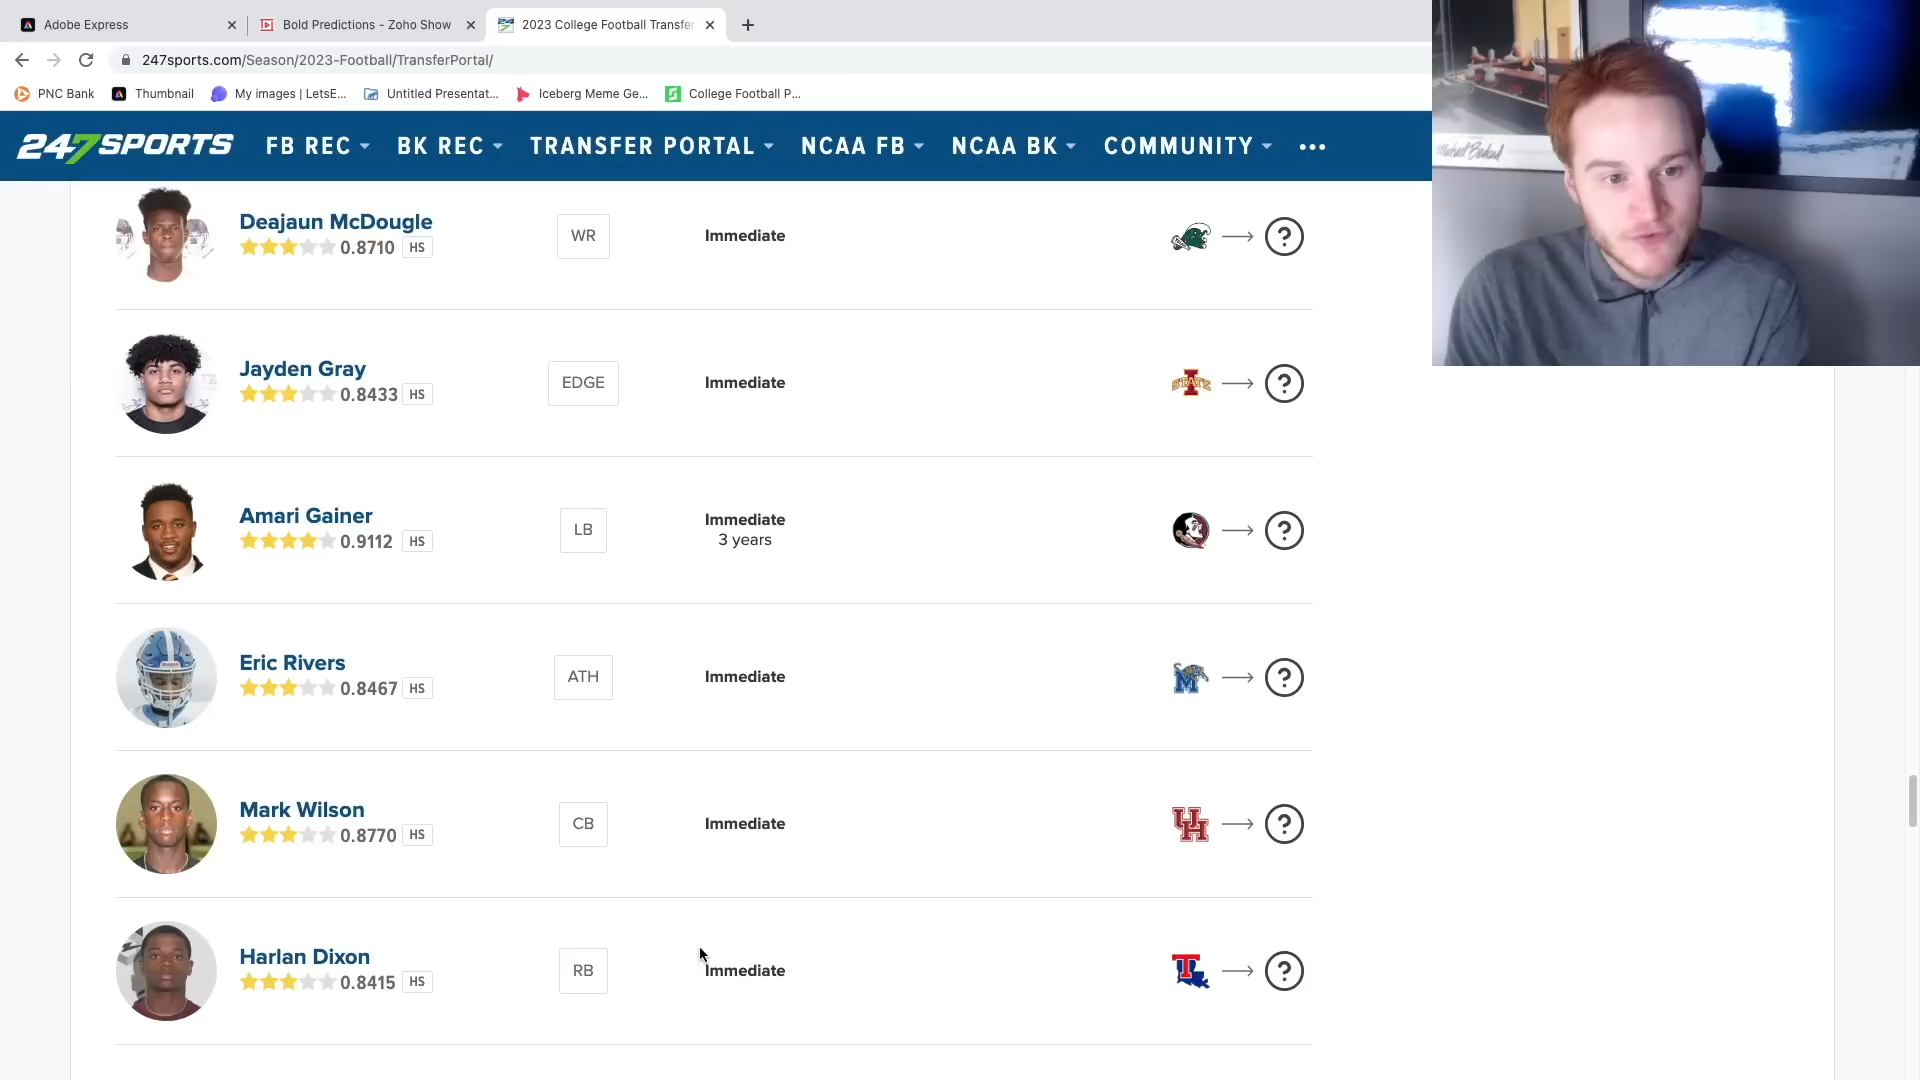 Adobe Express
Bold Predictions - Zoho Show
2023 College Football Transfer
247sports.com/Season/2023-Football/TransferPortal/
PNC Bank
Thumbnail
My images | LetsE...
Untitled Presentat...
Iceberg Meme Ge...
College Football P...
247SPORTS
FB REC
BK REC
TRANSFER PORTAL
NCAA FB
NCAA BK
COMMUNITY
Deajaun McDougle
0.8710 HS
WR
Immediate
?
Jayden Gray
0.8433 HS
EDGE
Immediate
STATE
?
Amari Gainer
0.9112 HS
LB
Immediate
3 years
?
Eric Rivers
0.8467 HS
ATH
Immediate
M
?
Mark Wilson
0.8770 HS
CB
Immediate
UH
?
Harlan Dixon
0.8415 HS
RB
Immediate
T
?